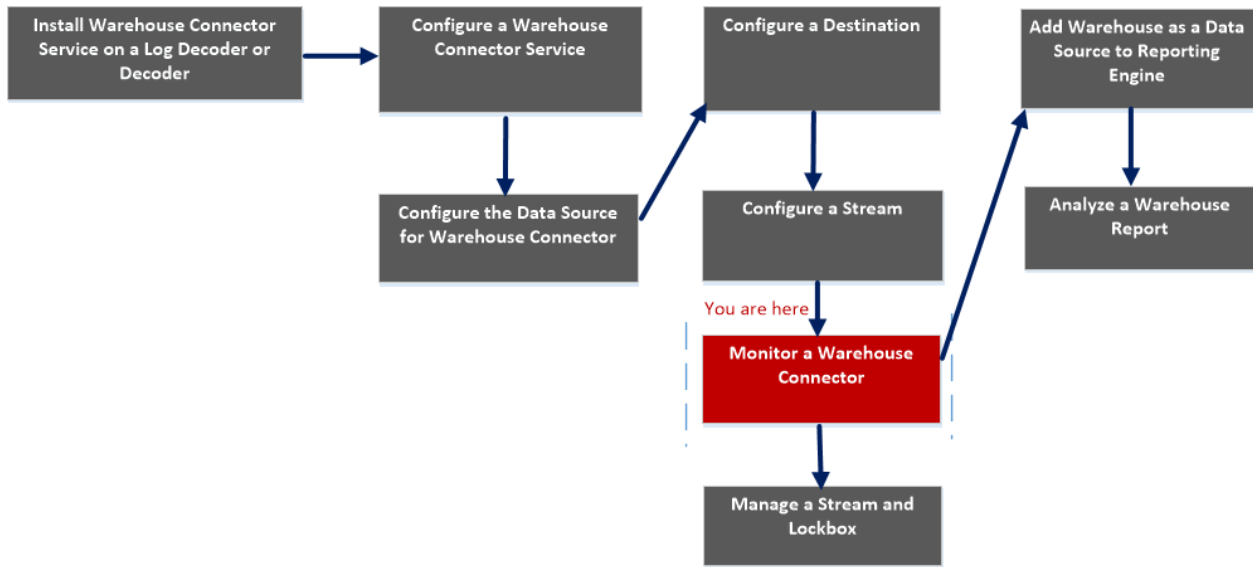 Install Warehouse Connector
Service on a Log Decoder or
Decoder
Configure a Warehouse
Connector Service
Configure the Data Source
for Warehouse Connector
Configure a Destination
Configure a Stream
You are here
Monitor a Warehouse
Connector
Manage a Stream and
Lockbox
Add Warehouse as a Data
Source to Reporting
Engine
Analyze a Warehouse
Report